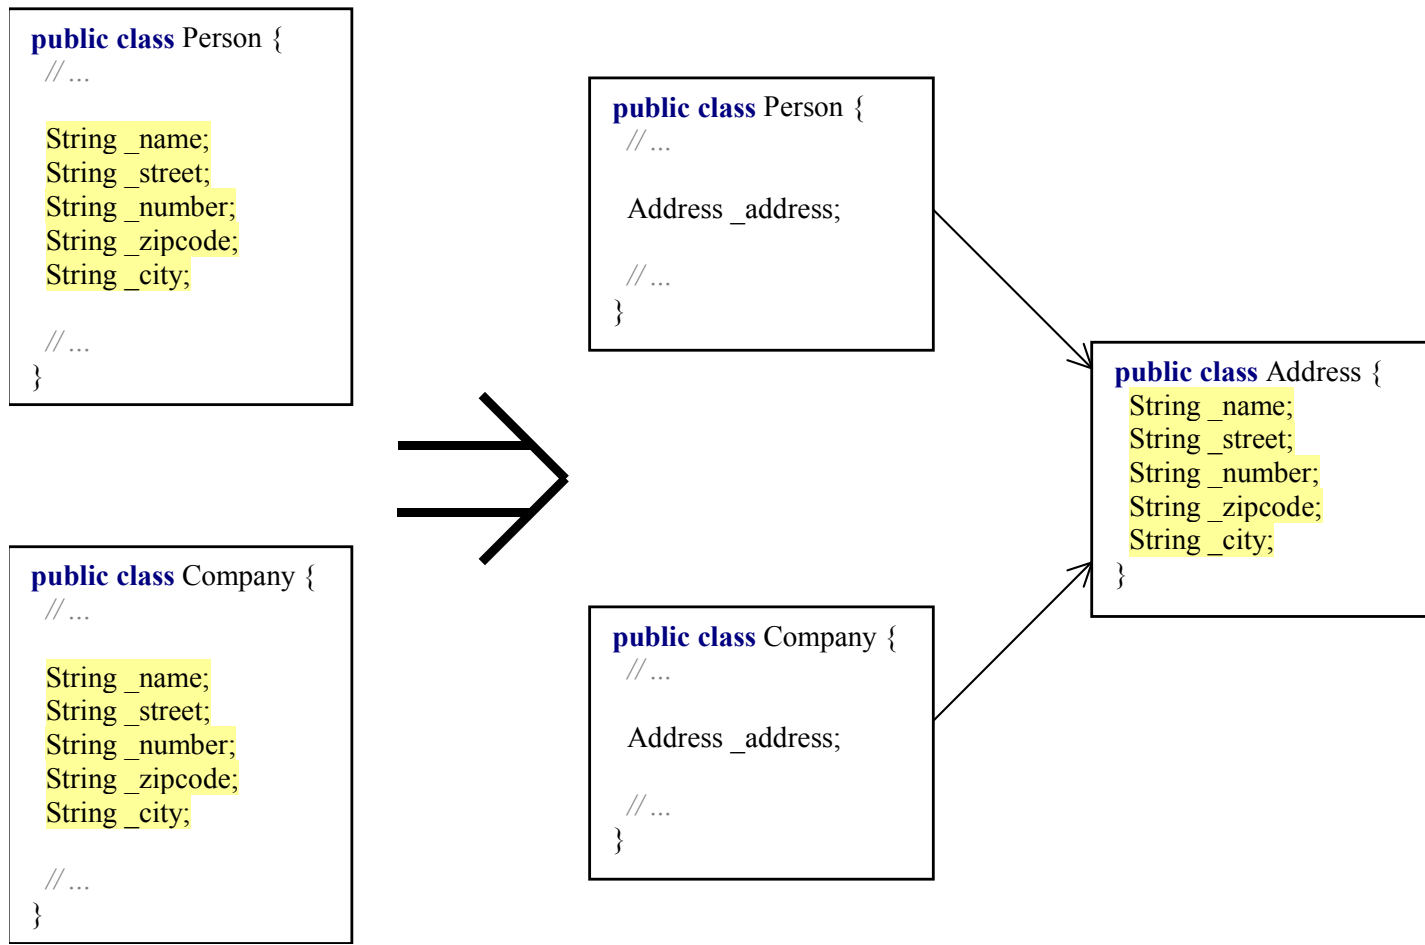 public class Person {
// ...
String _name;
String _street;
String _number;
String _zipcode;
String _city;
// ...
}
public class Company {
// ...
String _name;
String _street;
String _number;
String _zipcode;
String _city;
// ...
}
public class Person {
// ...
Address _address;
// ...
}
public class Company {
// ...
Address _address;
// ...
}
public class Address {
String _name;
String _street;
String _number;
String _zipcode;
String _city;
}